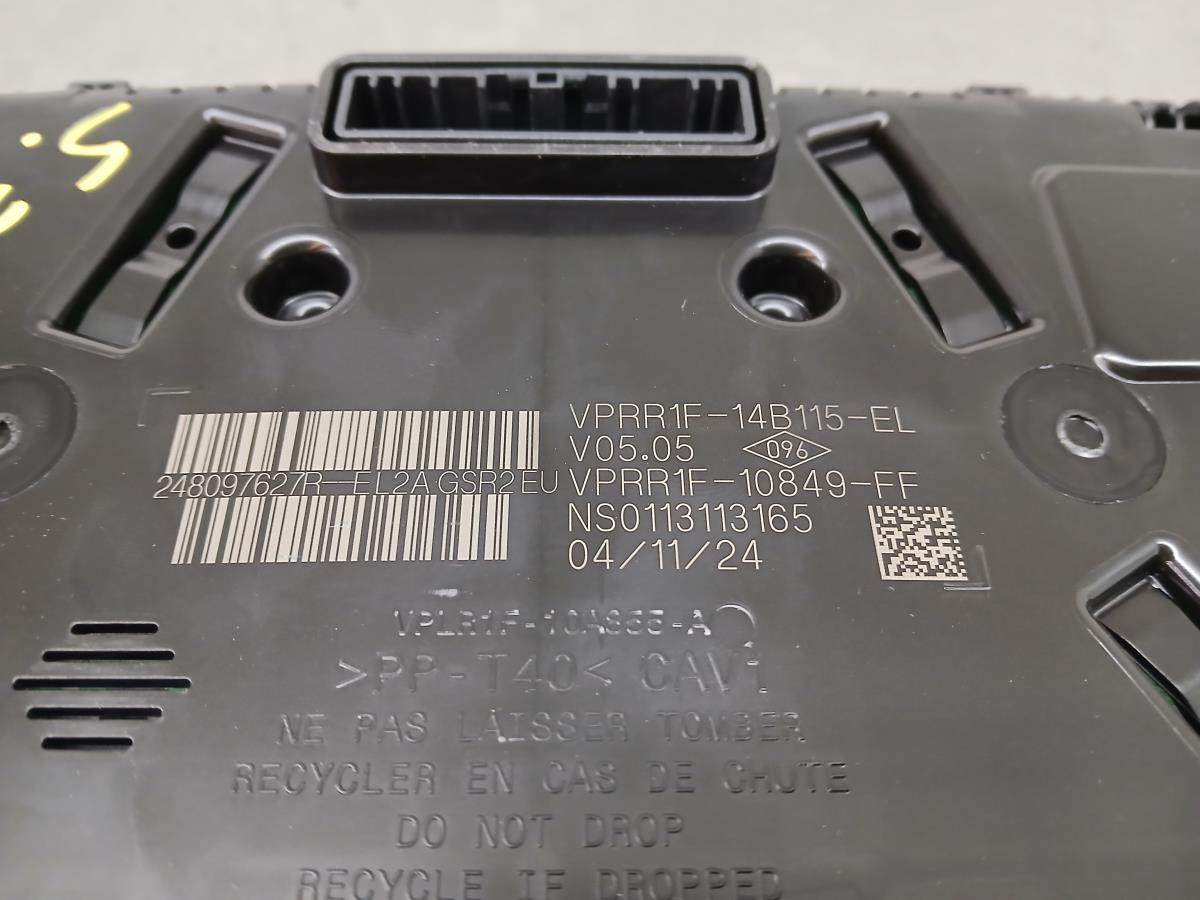 VPRR1F-14B115-EL
V05.05 096
248097627R-EL2A GSR2 EU VPRR1F-10849-FF
NS0113113165
04/11/24
>PP-T40< CAV1
NE PAS LAISSER TOMBER
RECYCLER EN CAS DE CHUTE
DO NOT DROP
RECYCLE IF DROPPED